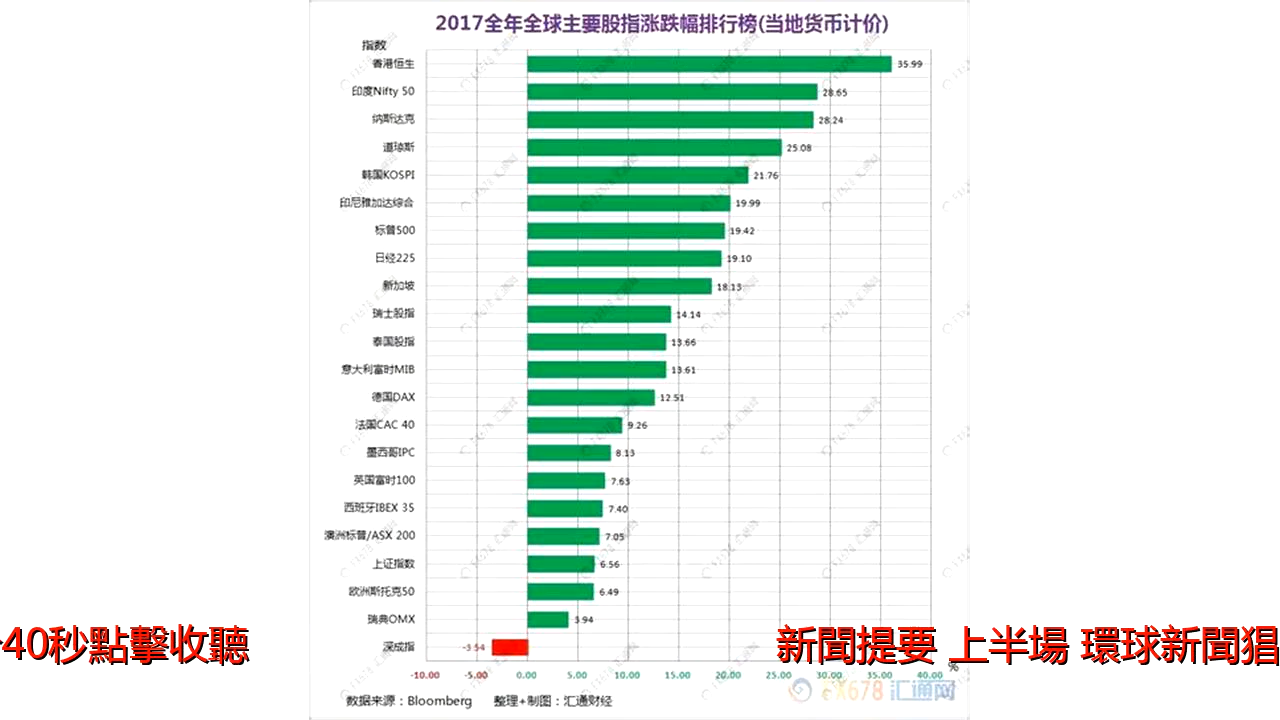 2017全年全球主要股指涨跌幅排行榜(当地货币计价)
指数
香港恒生 35.99
印度Nifty 50 28.65
纳斯达克 28.24
道琼斯 25.08
韩国KOSPI 21.76
印尼雅加达综合 19.99
标普500 19.42
日经225 19.10
新加坡 18.13
瑞士股指 14.14
泰国股指 13.66
意大利富时MIB 13.61
德国DAX 12.51
法国CAC 40 9.26
墨西哥IPC 8.13
英国富时100 7.63
西班牙IBEX 35 7.40
澳洲标普/ASX 200 7.05
上证指数 6.56
欧洲斯托克50 6.49
瑞典OMX 3.94
40秒點擊收聽 新聞提要 上半場 環球新聞猖
深成指 -3.54
%
-10.00 -5.00 0.00 5.00 10.00 15.00 20.00 25.00 30.00 35.00 40.00
FX678 汇通网
数据来源：Bloomberg 整理+制图：汇通财经